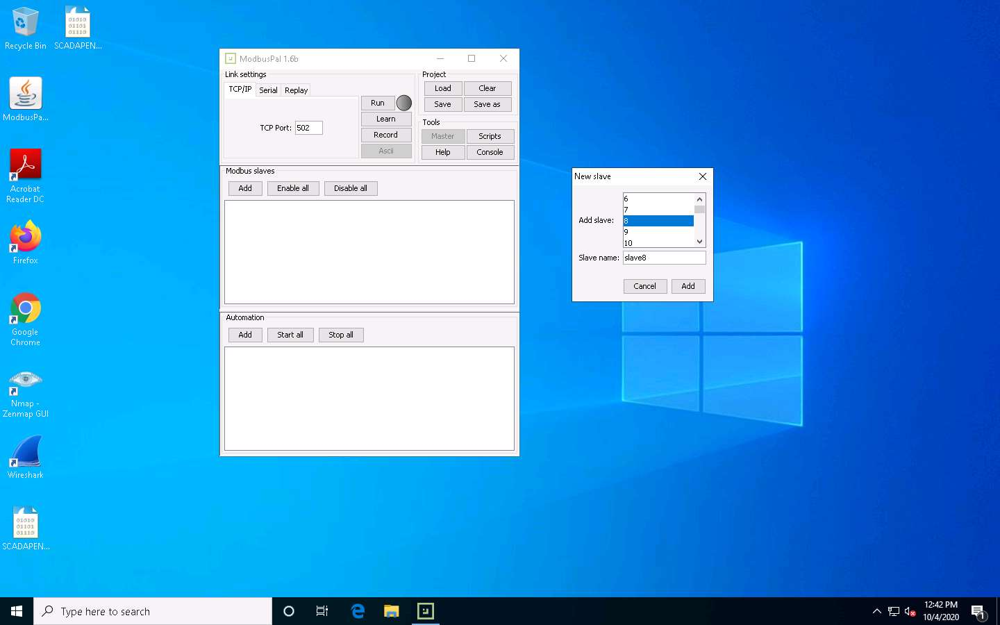 Recycle Bin
SCADAPEN...
ModbusPa...
Acrobat
Reader DC
Firefox
Google
Chrome
Nmap -
Zenmap GUI
Wireshark
SCADAPEN...
ModbusPal 1.6b
Link settings
TCP/IP Serial Replay
TCP Port: 502
Run
Learn
Record
Ascii
Project
Load Clear
Save Save as
Tools
Master Scripts
Help Console
Modbus slaves
Add Enable all Disable all
Automation
Add Start all Stop all
New slave
Add slave:
6
7
8
9
10
Slave name: slave8
Cancel Add
Type here to search
12:42 PM
10/4/2020
1